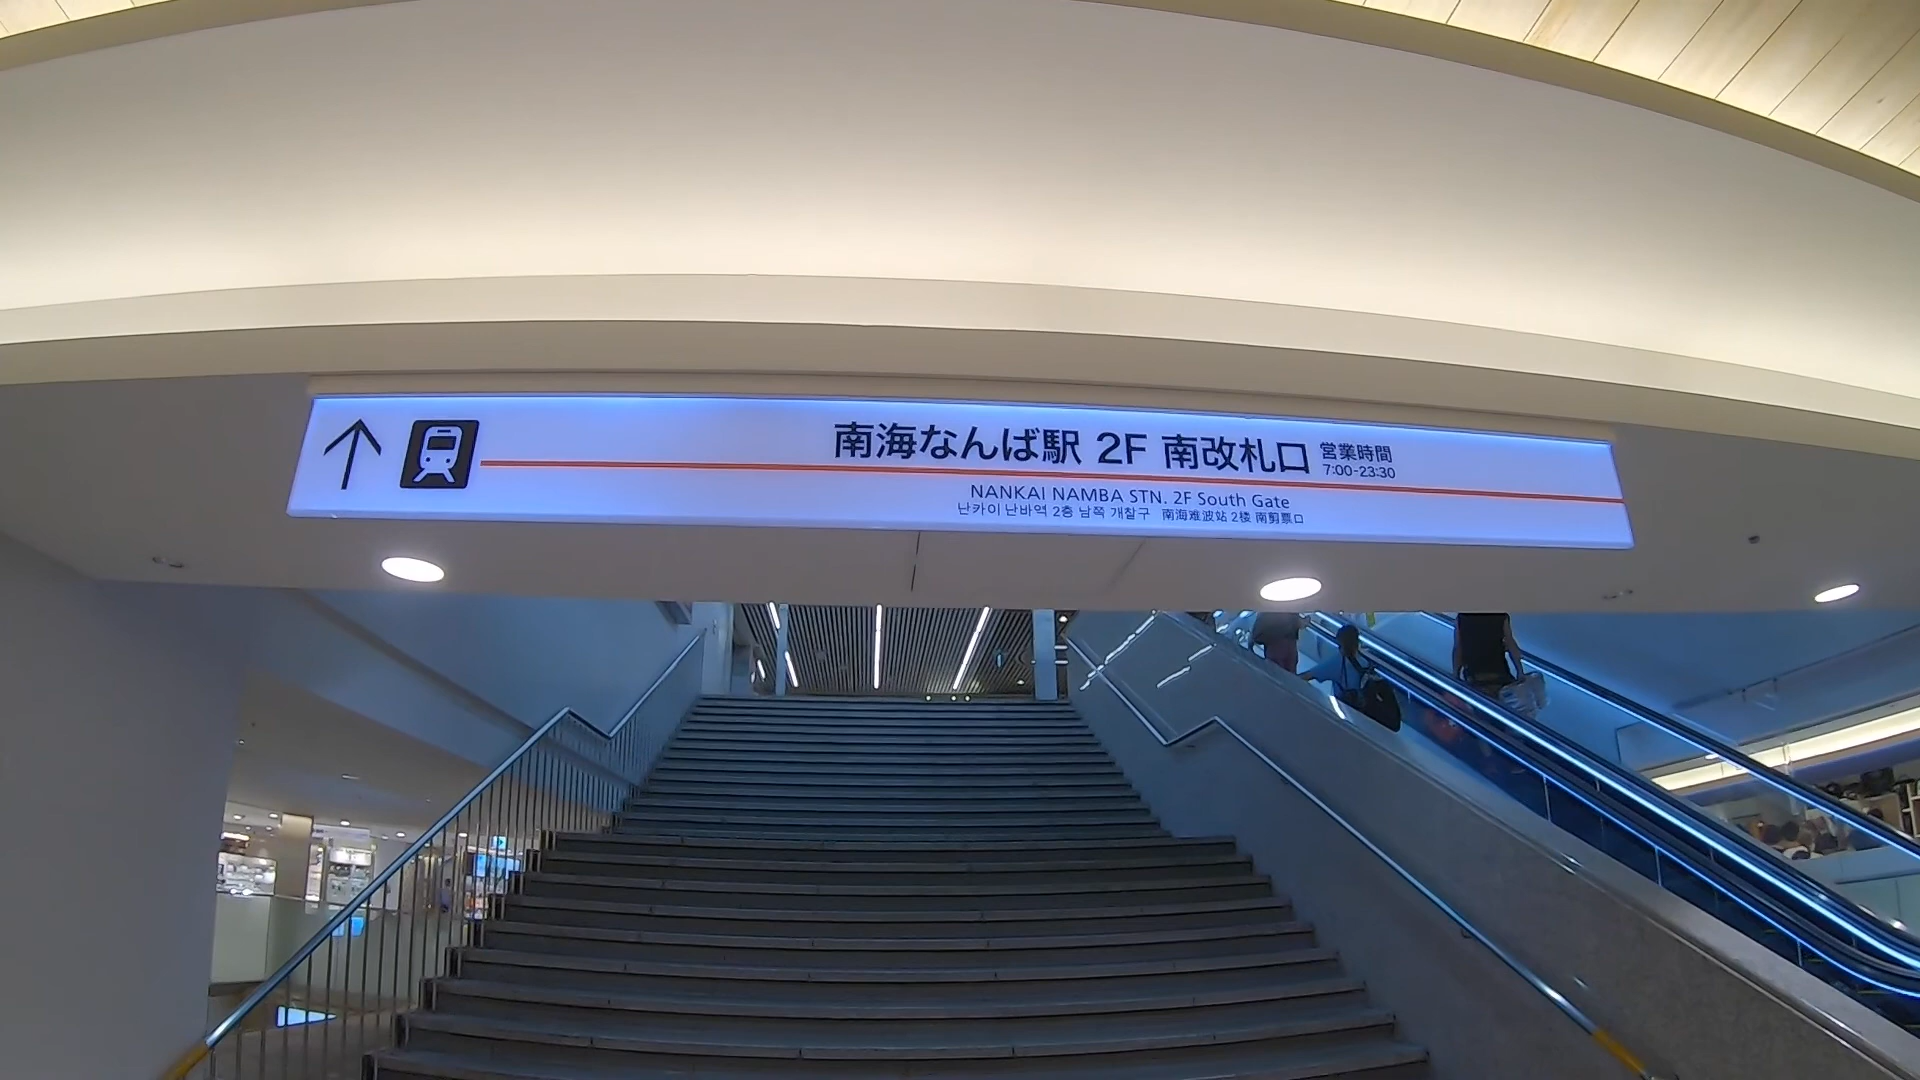 南海なんば駅 2F 南改札口
営業時間
7:00-23:30
NANKAI NAMBA STN. 2F South Gate
난카이 난바역 2층 남쪽 개찰구 南海难波站 2楼 南剪票口